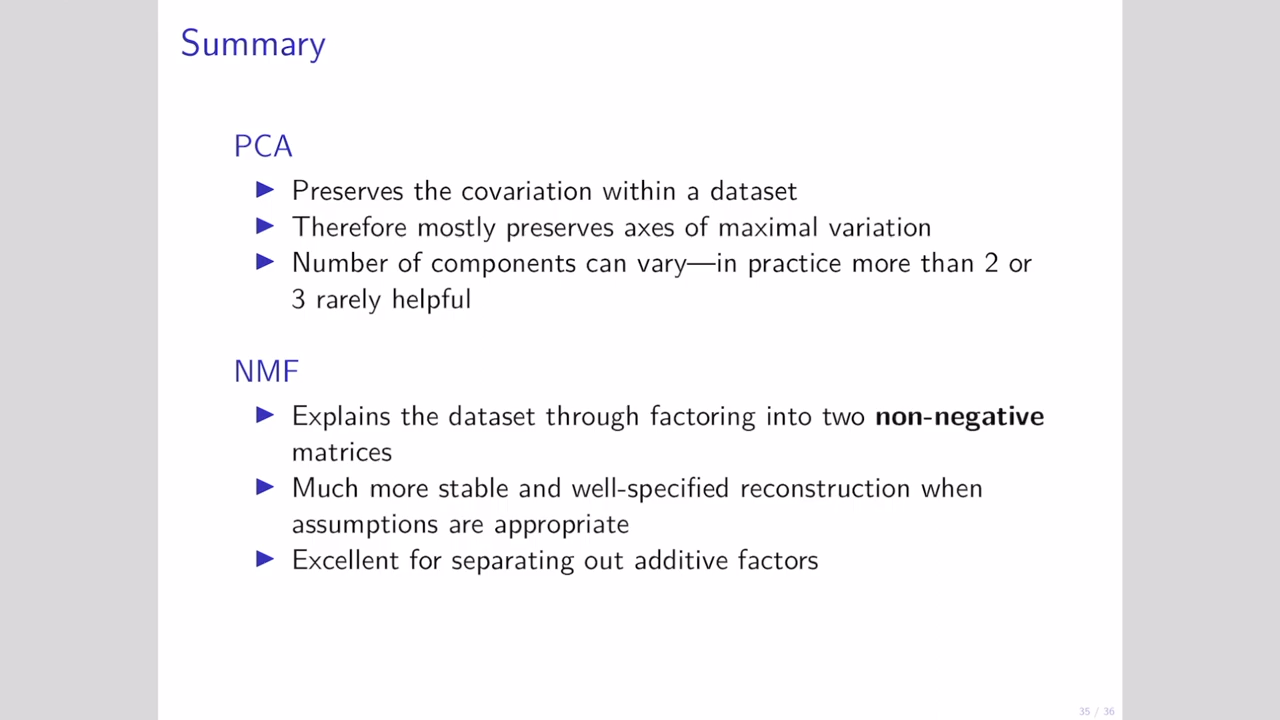 Summary
PCA
▶ Preserves the covariation within a dataset
▶ Therefore mostly preserves axes of maximal variation
▶ Number of components can vary—in practice more than 2 or
3 rarely helpful
NMF
▶ Explains the dataset through factoring into two non-negative
matrices
▶ Much more stable and well-specified reconstruction when
assumptions are appropriate
▶ Excellent for separating out additive factors
35 / 36